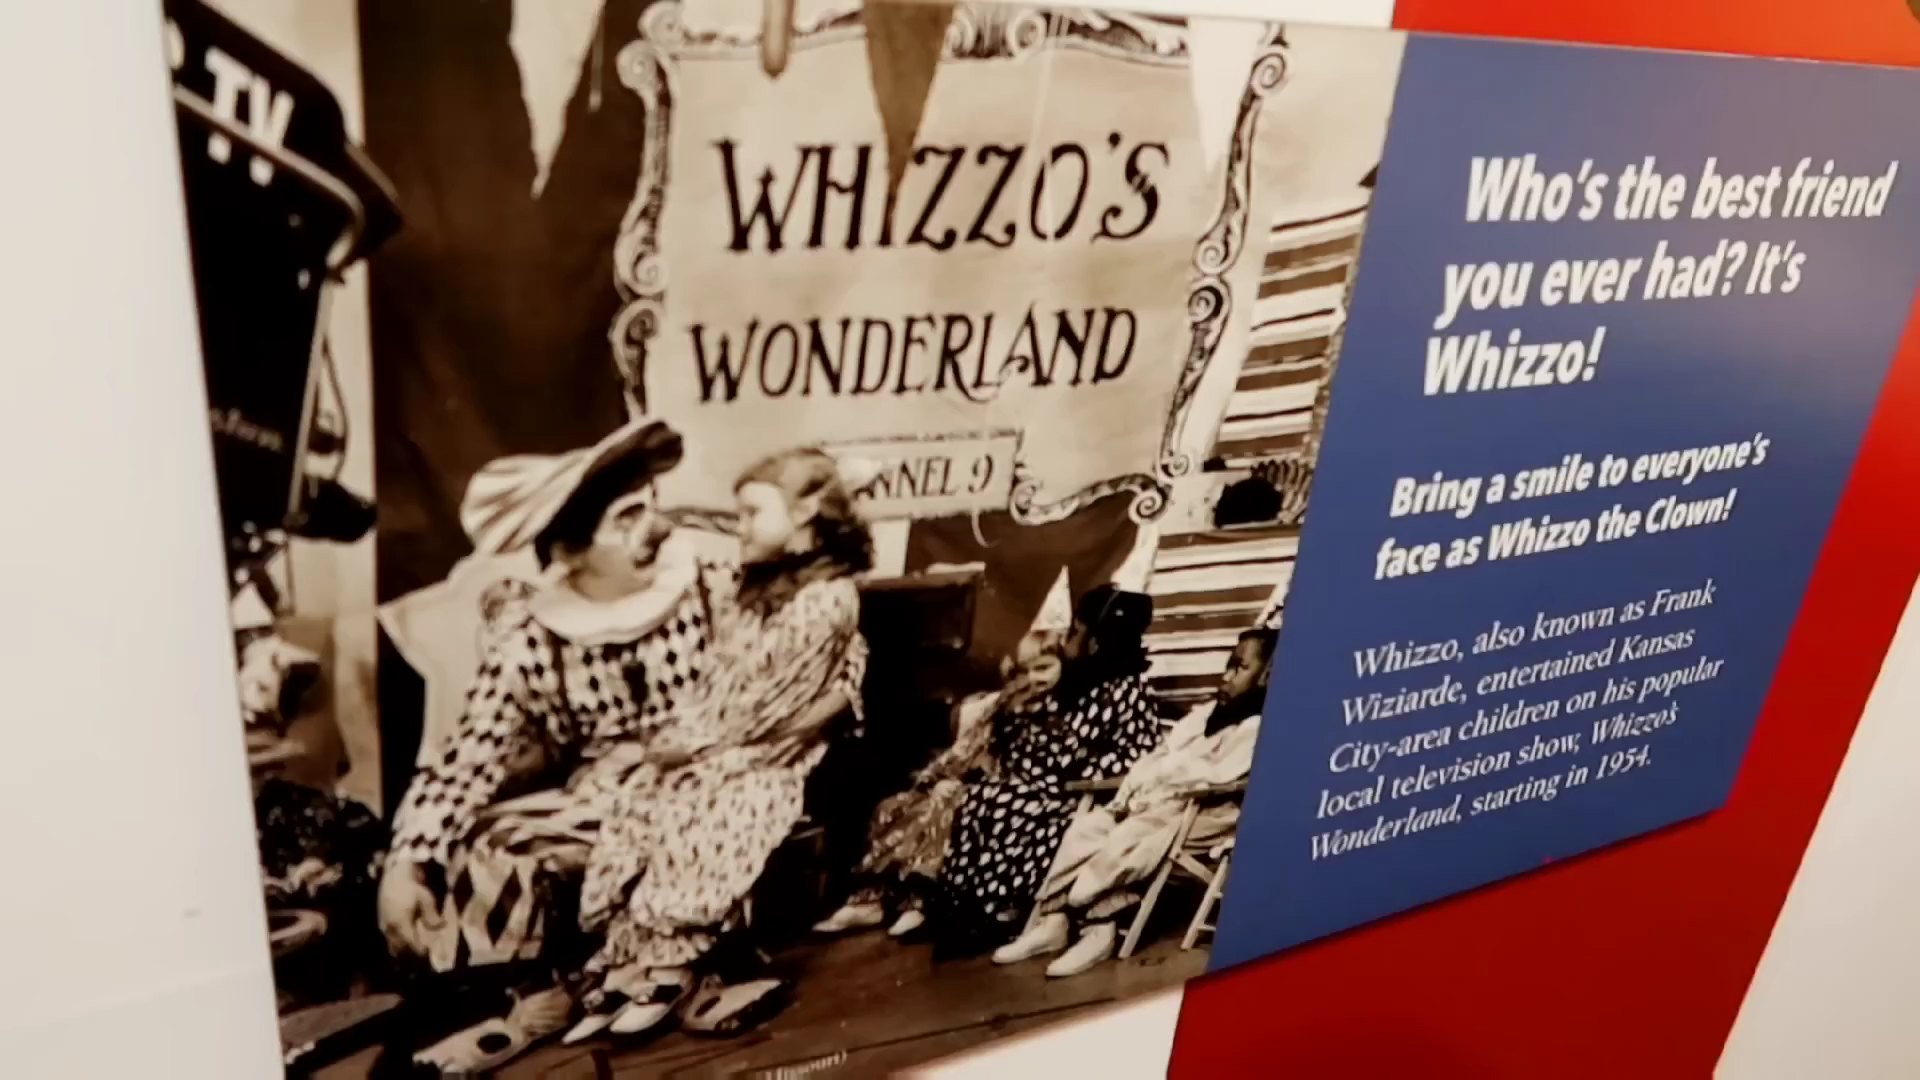 TV
WHIZZO'S
WONDERLAND
NNEL 9
Who's the best friend
you ever had? It's
Whizzo!
Bring a smile to everyone's
face as Whizzo the Clown!
Whizzo, also known as Frank
Wiziarde, entertained Kansas
City-area children on his popular
local television show, Whizzo's
Wonderland, starting in 1954.